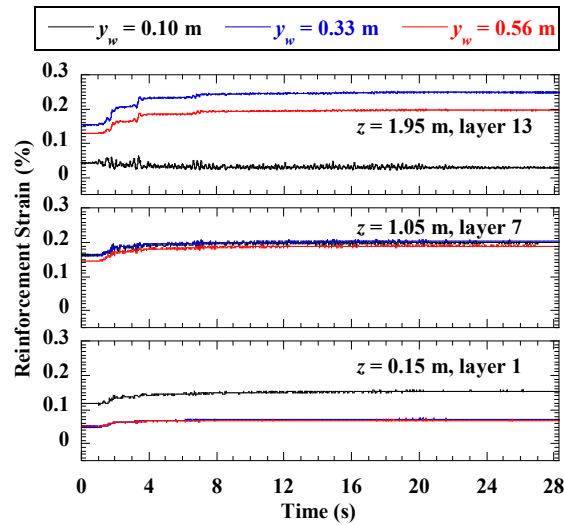 y_w = 0.10 m y_w = 0.33 m y_w = 0.56 m
Reinforcement Strain (%)
0.3
0.2
0.1
0
z = 1.95 m, layer 13
0.3
0.2
0.1
0
z = 1.05 m, layer 7
0.3
0.2
0.1
0
z = 0.15 m, layer 1
0 4 8 12 16 20 24 28
Time (s)